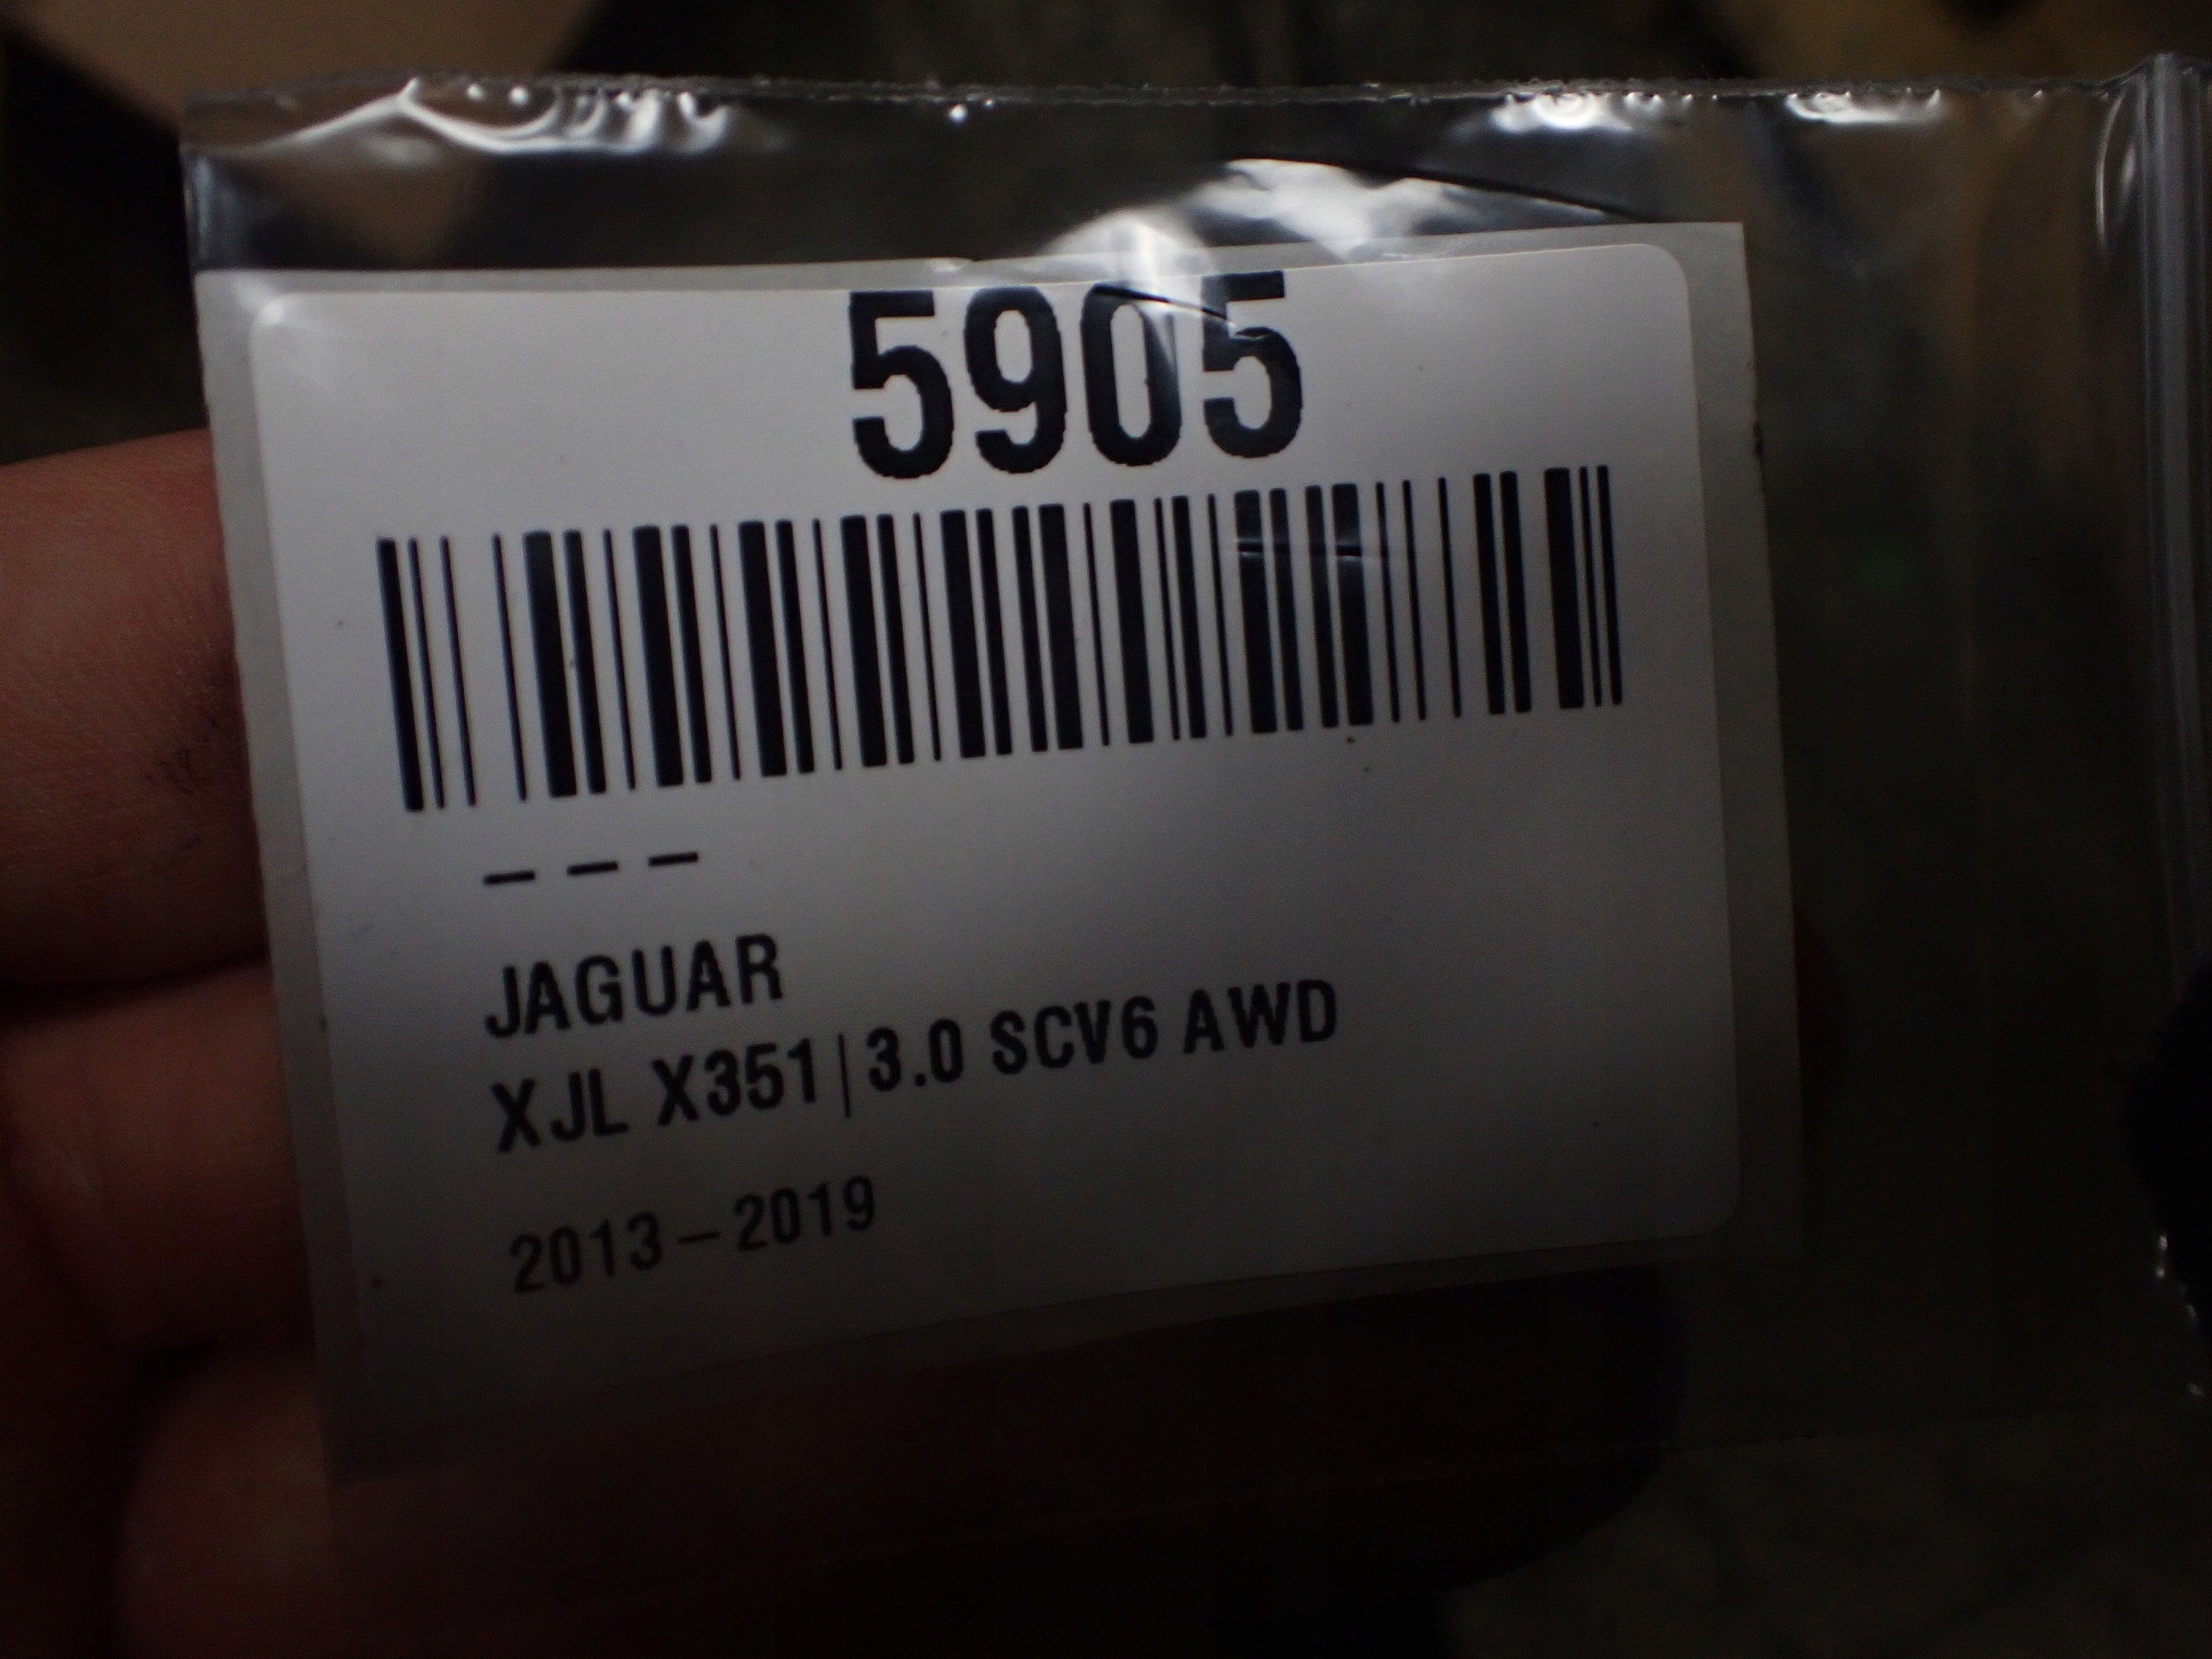 5905
– – –
JAGUAR
XJL X351|3.0 SCV6 AWD
2013–2019